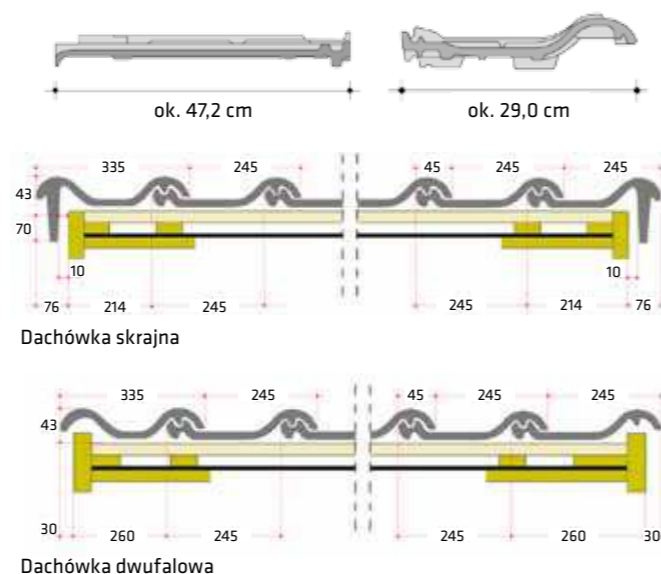 ok. 47,2 cm ok. 29,0 cm
335 245 45 245 245
43
70
10 10
76 214 245 245 214 76
Dachówka skrajna
335 245 45 245 245
43
30 260 245 245 260 30
Dachówka dwufalowa